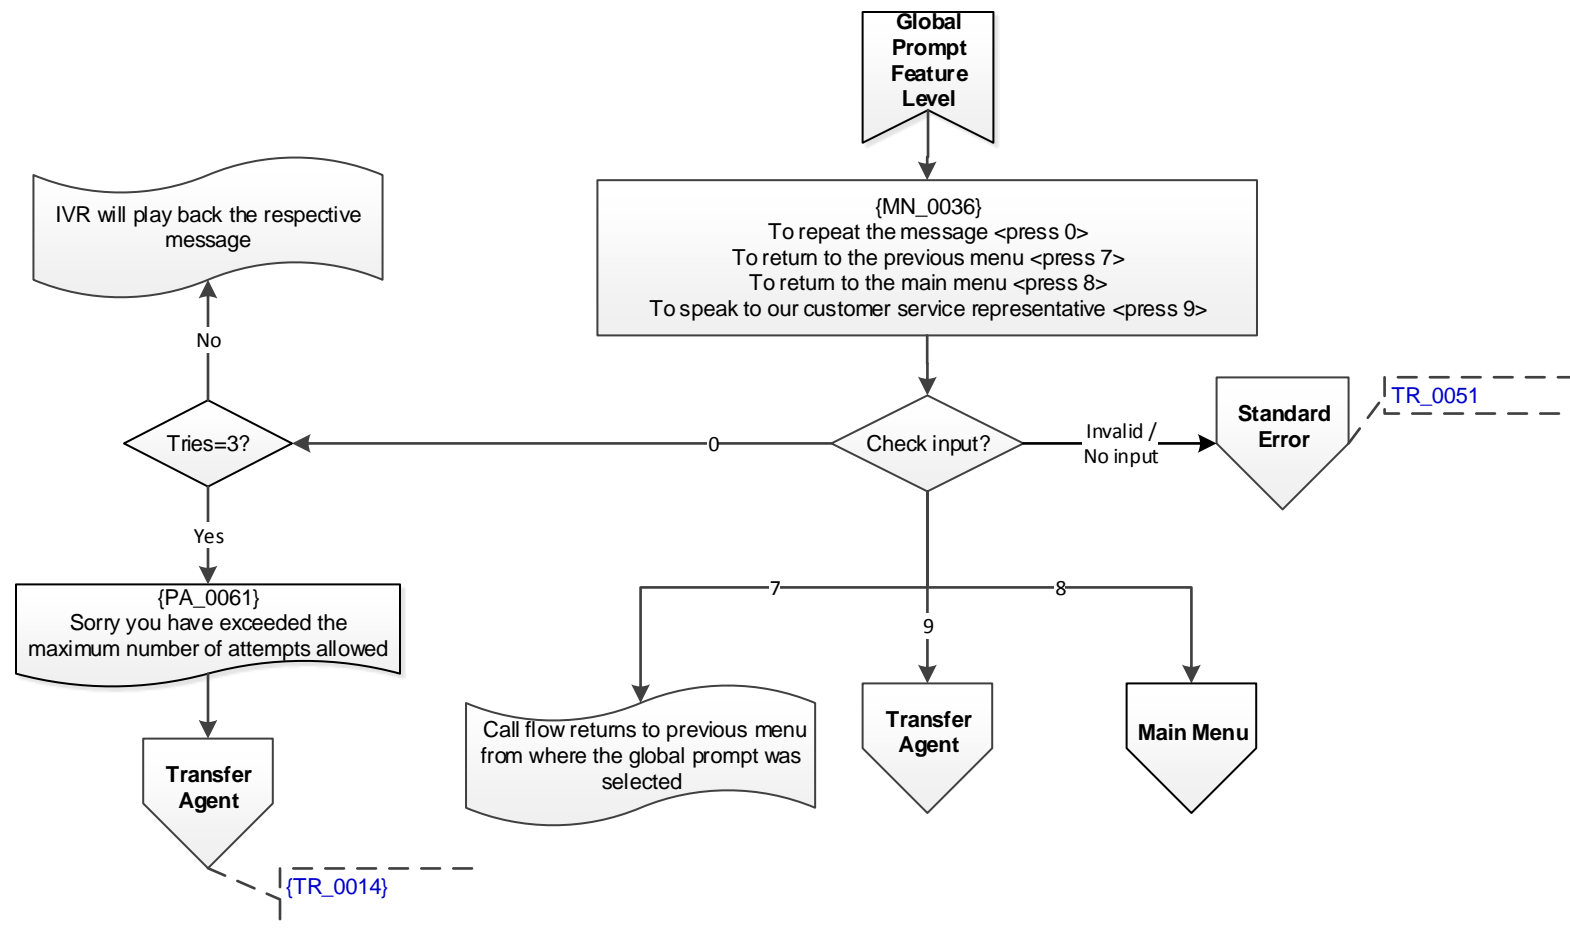 Global
Prompt
Feature
Level
{MN_0036}
To repeat the message <press 0>
To return to the previous menu <press 7>
To return to the main menu <press 8>
To speak to our customer service representative <press 9>
IVR will play back the respective
message
No
Tries=3?
0
Check input?
Invalid /
No input
Standard
Error
TR_0051
Yes
{PA_0061}
Sorry you have exceeded the
maximum number of attempts allowed
7
8
9
Call flow returns to previous menu
from where the global prompt was
selected
Transfer
Agent
Main Menu
Transfer
Agent
{TR_0014}